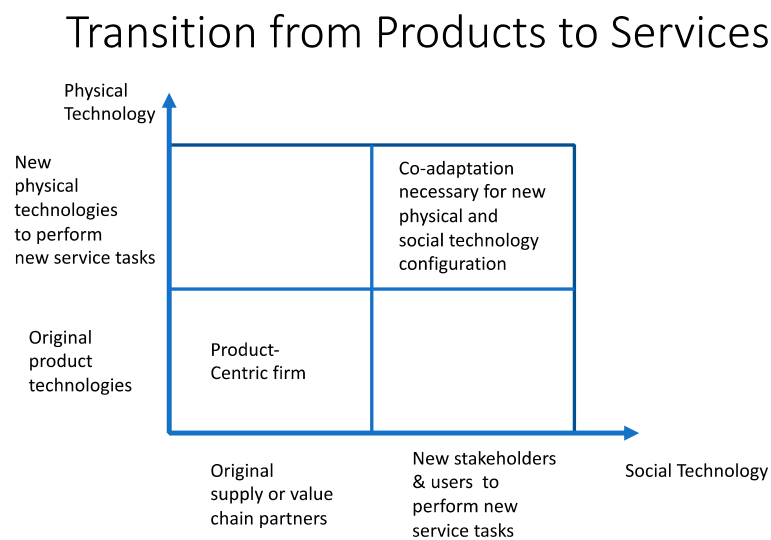 Transition from Products to Services
Physical
Technology
New
physical
technologies
to perform
new service tasks
Co-adaptation
necessary for new
physical and
social technology
configuration
Original
product
technologies
Product-
Centric firm
Original
supply or value
chain partners
New stakeholders
& users to
perform new
service tasks
Social Technology